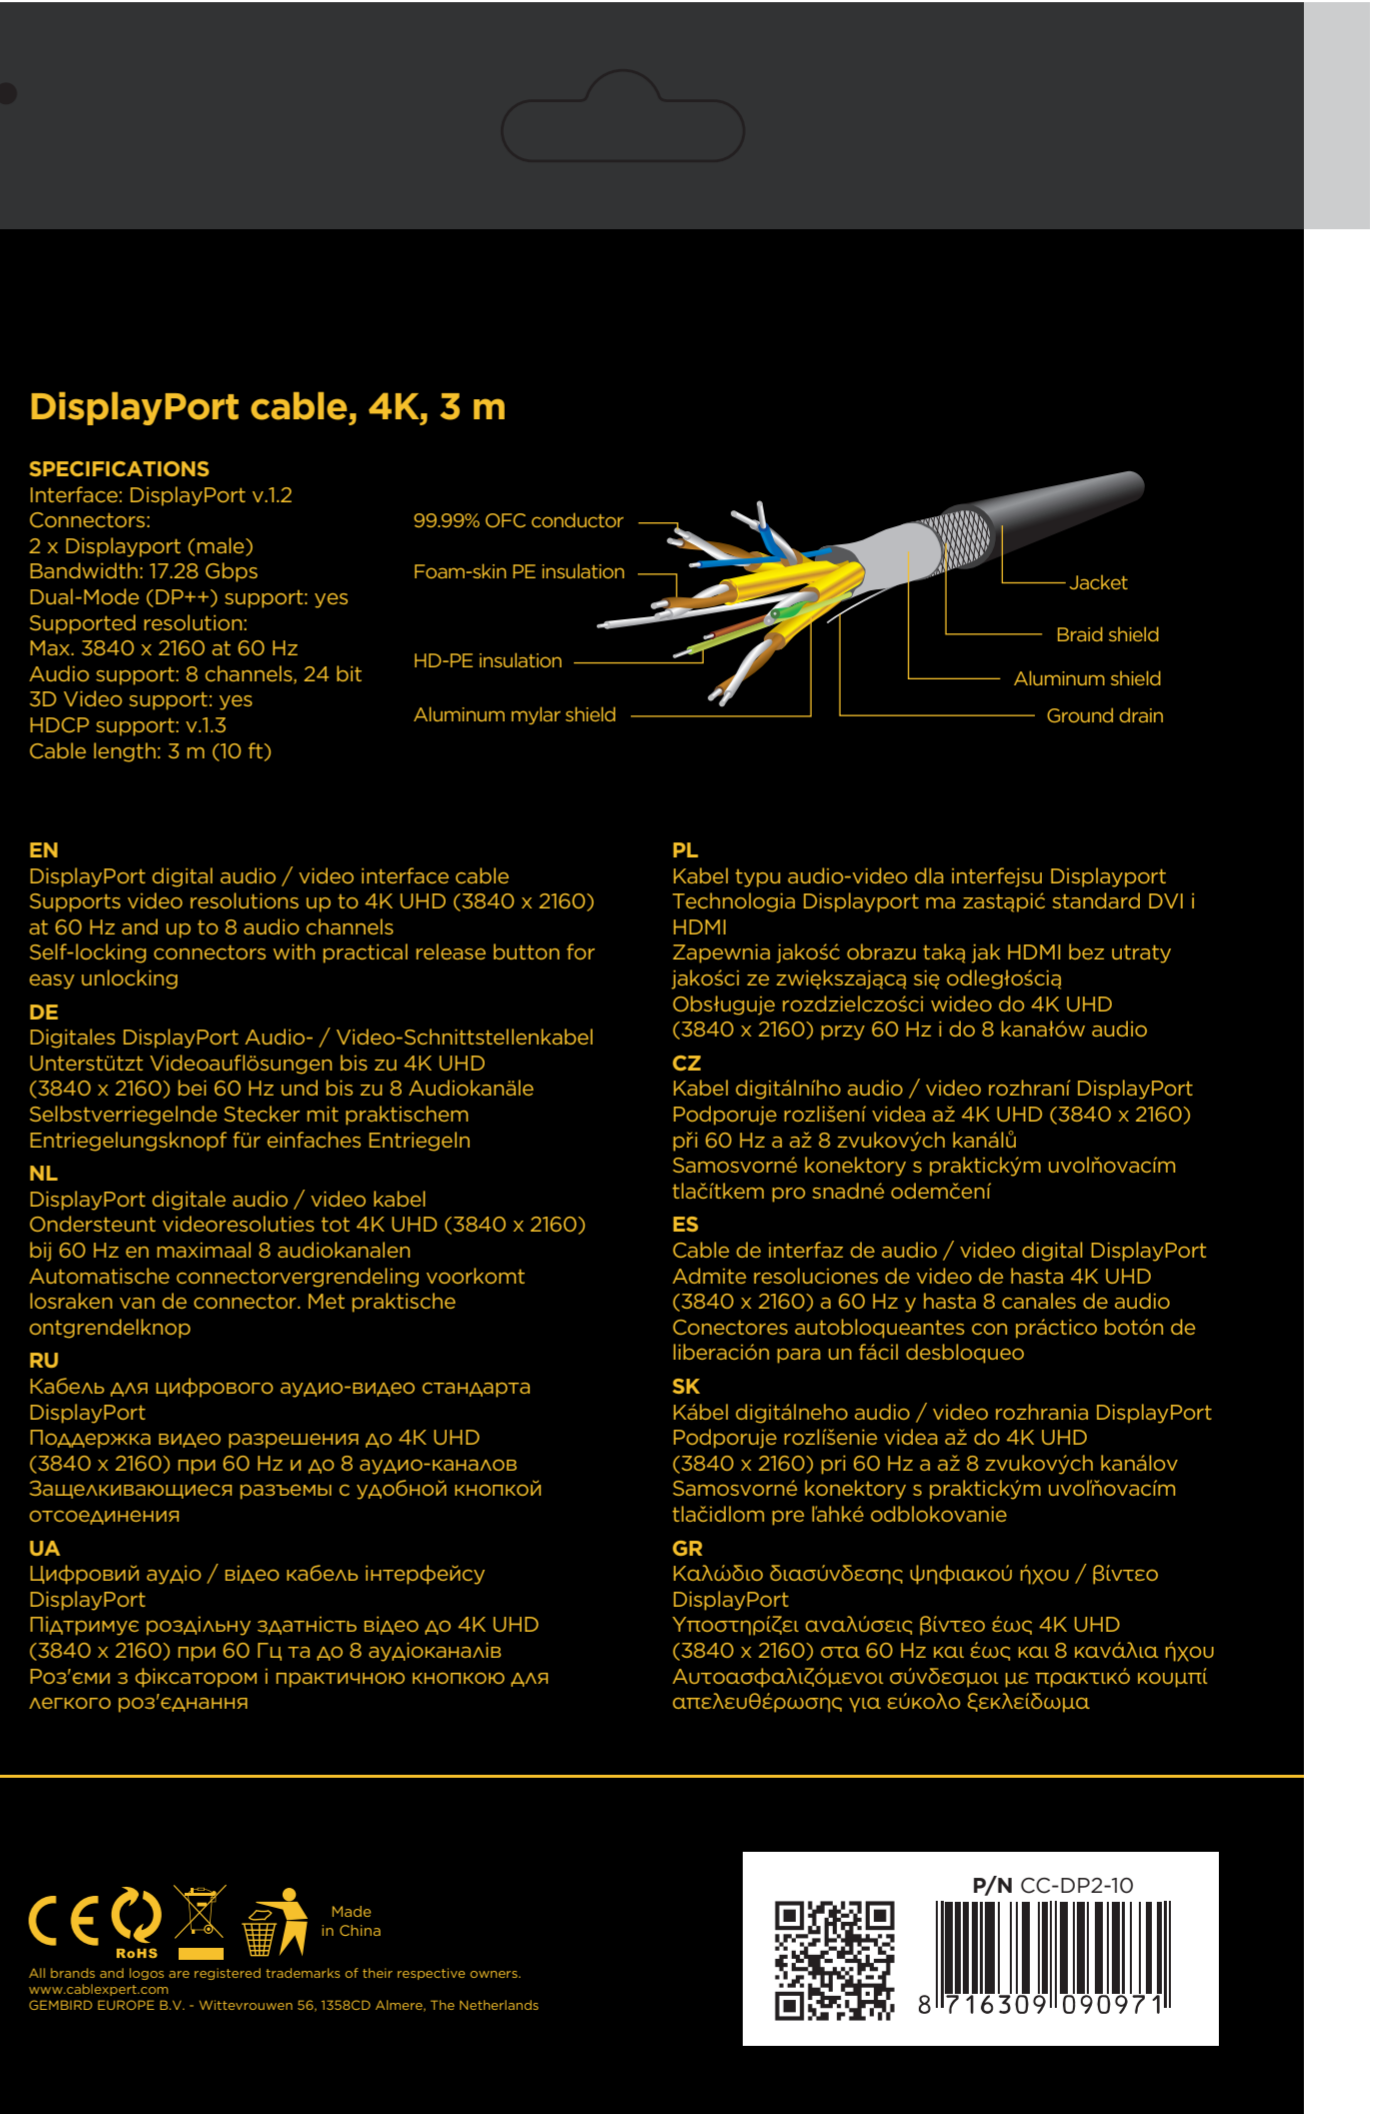 DisplayPort cable, 4K, 3 m
SPECIFICATIONS
Interface: DisplayPort v.1.2
Connectors:
2 x Displayport (male)
Bandwidth: 17.28 Gbps
Dual-Mode (DP++) support: yes
Supported resolution:
Max. 3840 x 2160 at 60 Hz
Audio support: 8 channels, 24 bit
3D Video support: yes
HDCP support: v.1.3
Cable length: 3 m (10 ft)
99.99% OFC conductor
Foam-skin PE insulation
HD-PE insulation
Aluminum mylar shield
Jacket
Braid shield
Aluminum shield
Ground drain
EN
DisplayPort digital audio / video interface cable
Supports video resolutions up to 4K UHD (3840 x 2160)
at 60 Hz and up to 8 audio channels
Self-locking connectors with practical release button for
easy unlocking
DE
Digitales DisplayPort Audio- / Video-Schnittstellenkabel
Unterstützt Videoauflösungen bis zu 4K UHD
(3840 x 2160) bei 60 Hz und bis zu 8 Audiokanäle
Selbstverriegelnde Stecker mit praktischem
Entriegelungsknopf für einfaches Entriegeln
NL
DisplayPort digitale audio / video kabel
Ondersteunt videoresoluties tot 4K UHD (3840 x 2160)
bij 60 Hz en maximaal 8 audiokanalen
Automatische connectorvergrendeling voorkomt
losraken van de connector. Met praktische
ontgrendelknop
RU
Кабель для цифрового аудио-видео стандарта
DisplayPort
Поддержка видео разрешения до 4K UHD
(3840 x 2160) при 60 Hz и до 8 аудио-каналов
Защелкивающиеся разъемы с удобной кнопкой
отсоединения
UA
Цифровий аудіо / відео кабель інтерфейсу
DisplayPort
Підтримує роздільну здатність відео до 4K UHD
(3840 x 2160) при 60 Гц та до 8 аудіоканалів
Роз'єми з фіксатором і практичною кнопкою для
легкого роз'єднання
PL
Kabel typu audio-video dla interfejsu Displayport
Technologia Displayport ma zastąpić standard DVI i
HDMI
Zapewnia jakość obrazu taką jak HDMI bez utraty
jakości ze zwiększającą się odległością
Obsługuje rozdzielczości wideo do 4K UHD
(3840 x 2160) przy 60 Hz i do 8 kanałów audio
CZ
Kabel digitálního audio / video rozhraní DisplayPort
Podporuje rozlišení videa až 4K UHD (3840 x 2160)
při 60 Hz a až 8 zvukových kanálů
Samosvorné konektory s praktickým uvolňovacím
tlačítkem pro snadné odemčení
ES
Cable de interfaz de audio / video digital DisplayPort
Admite resoluciones de video de hasta 4K UHD
(3840 x 2160) a 60 Hz y hasta 8 canales de audio
Conectores autobloqueantes con práctico botón de
liberación para un fácil desbloqueo
SK
Kábel digitálneho audio / video rozhrania DisplayPort
Podporuje rozlíšenie videa až do 4K UHD
(3840 x 2160) pri 60 Hz a až 8 zvukových kanálov
Samosvorné konektory s praktickým uvoľňovacím
tlačidlom pre ľahké odblokovanie
GR
Καλώδιο διασύνδεσης ψηφιακού ήχου / βίντεο
DisplayPort
Υποστηρίζει αναλύσεις βίντεο έως 4K UHD
(3840 x 2160) στα 60 Hz και έως και 8 κανάλια ήχου
Αυτοασφαλιζόμενοι σύνδεσμοι με πρακτικό κουμπί
απελευθέρωσης για εύκολο ξεκλείδωμα
CE
RoHS
Made
in China
All brands and logos are registered trademarks of their respective owners.
www.cablexpert.com
GEMBIRD EUROPE B.V. - Wittevrouwen 56, 1358CD Almere, The Netherlands
P/N CC-DP2-10
8 716309 090971